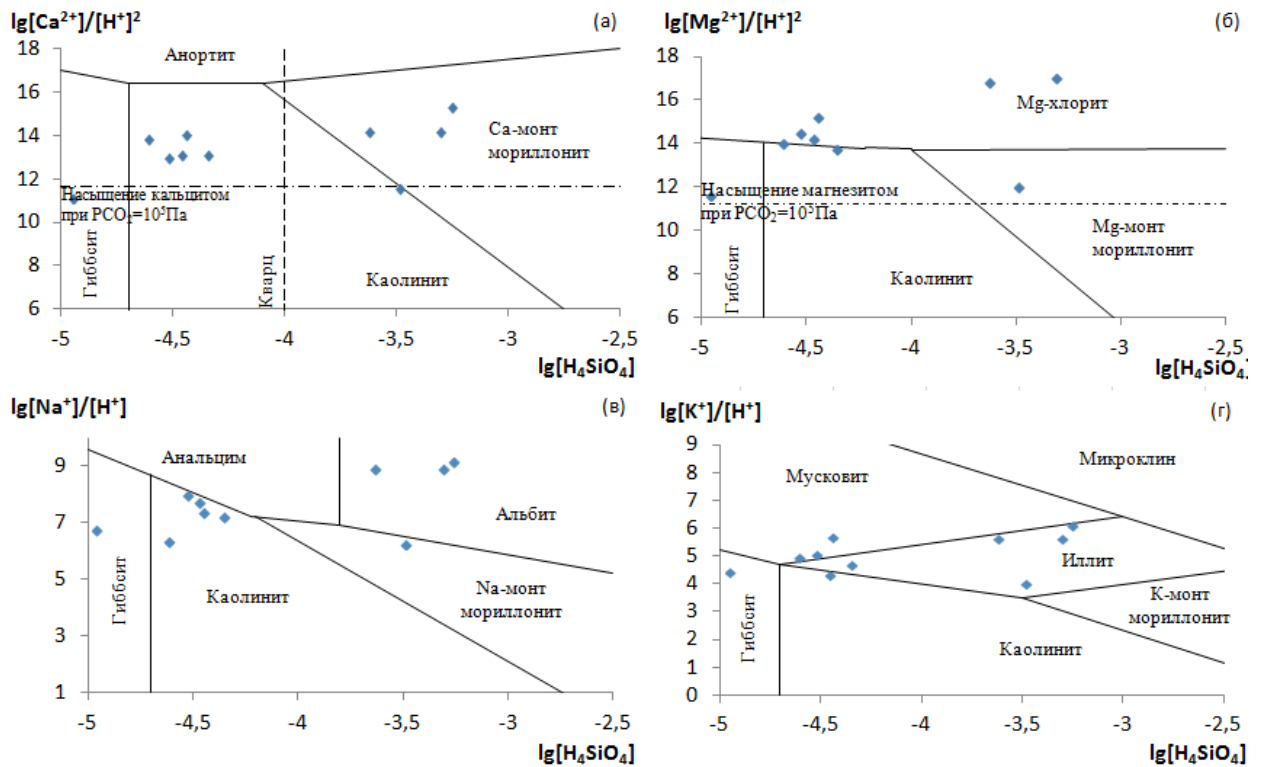 lg[Ca²⁺]/[H⁺]²
(а)
18
16
14
12
10
8
6
Анортит
Ca-монт
мориллонит
Насыщение кальцитом
при PCO₂=10⁵Па
Гиббсит
Кварц
Каолинит
-5
-4,5
-4
-3,5
-3
-2,5
lg[H₄SiO₄]
lg[Mg²⁺]/[H⁺]²
(б)
18
16
14
12
10
8
6
Mg-хлорит
Насыщение магнезитом
при PCO₂=10⁵Па
Mg-монт
мориллонит
Гиббсит
Каолинит
-5
-4,5
-4
-3,5
-3
-2,5
lg[H₄SiO₄]
lg[Na⁺]/[H⁺]
(в)
9
7
5
3
1
Анальцим
Альбит
Гиббсит
Каолинит
Na-монт
мориллонит
-5
-4,5
-4
-3,5
-3
-2,5
lg[H₄SiO₄]
lg[K⁺]/[H⁺]
(г)
9
8
7
6
5
4
3
2
1
0
Мусковит
Микроклин
Иллит
К-монт
мориллонит
Гиббсит
Каолинит
-5
-4,5
-4
-3,5
-3
-2,5
lg[H₄SiO₄]